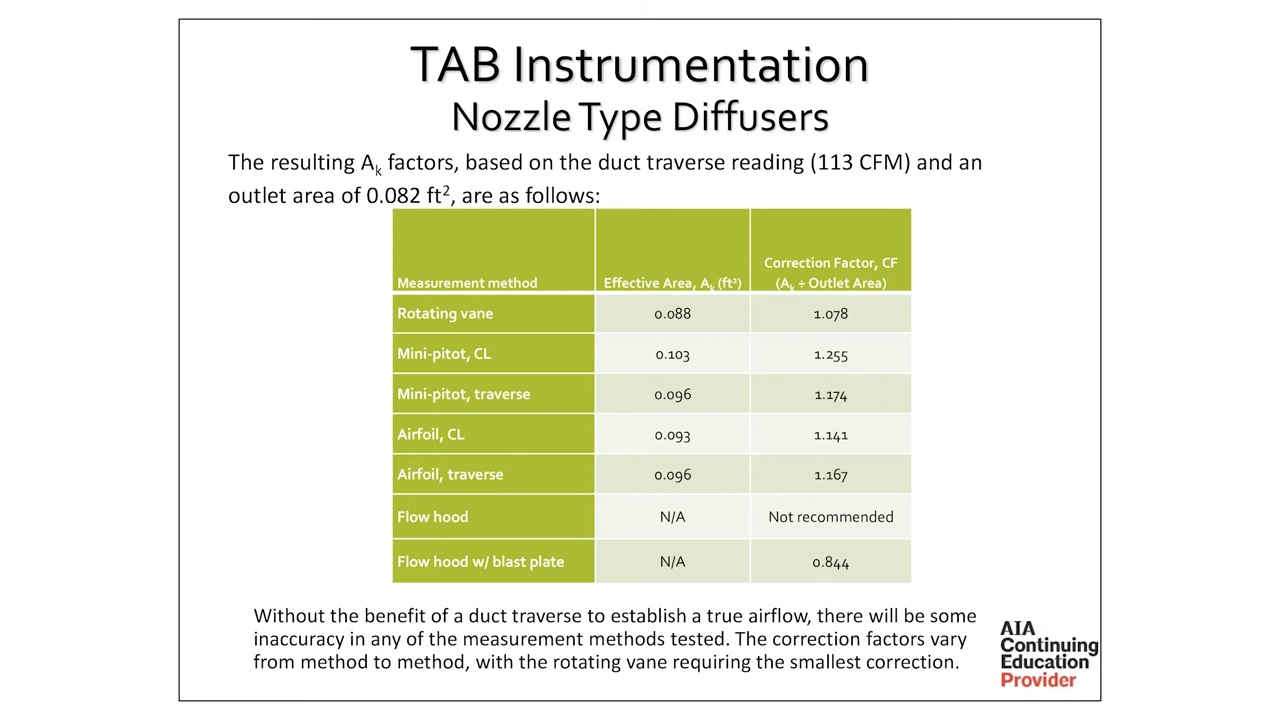 TAB Instrumentation
Nozzle Type Diffusers
The resulting Ak factors, based on the duct traverse reading (113 CFM) and an
outlet area of 0.082 ft², are as follows:
Measurement method
Effective Area, Ak (ft²)
Correction Factor, CF
(Ak ÷ Outlet Area)
Rotating vane 0.088 1.078
Mini-pitot, CL 0.103 1.255
Mini-pitot, traverse 0.096 1.174
Airfoil, CL 0.093 1.141
Airfoil, traverse 0.096 1.167
Flow hood N/A Not recommended
Flow hood w/ blast plate N/A 0.844
Without the benefit of a duct traverse to establish a true airflow, there will be some
inaccuracy in any of the measurement methods tested. The correction factors vary
from method to method, with the rotating vane requiring the smallest correction.
AIA
Continuing
Education
Provider